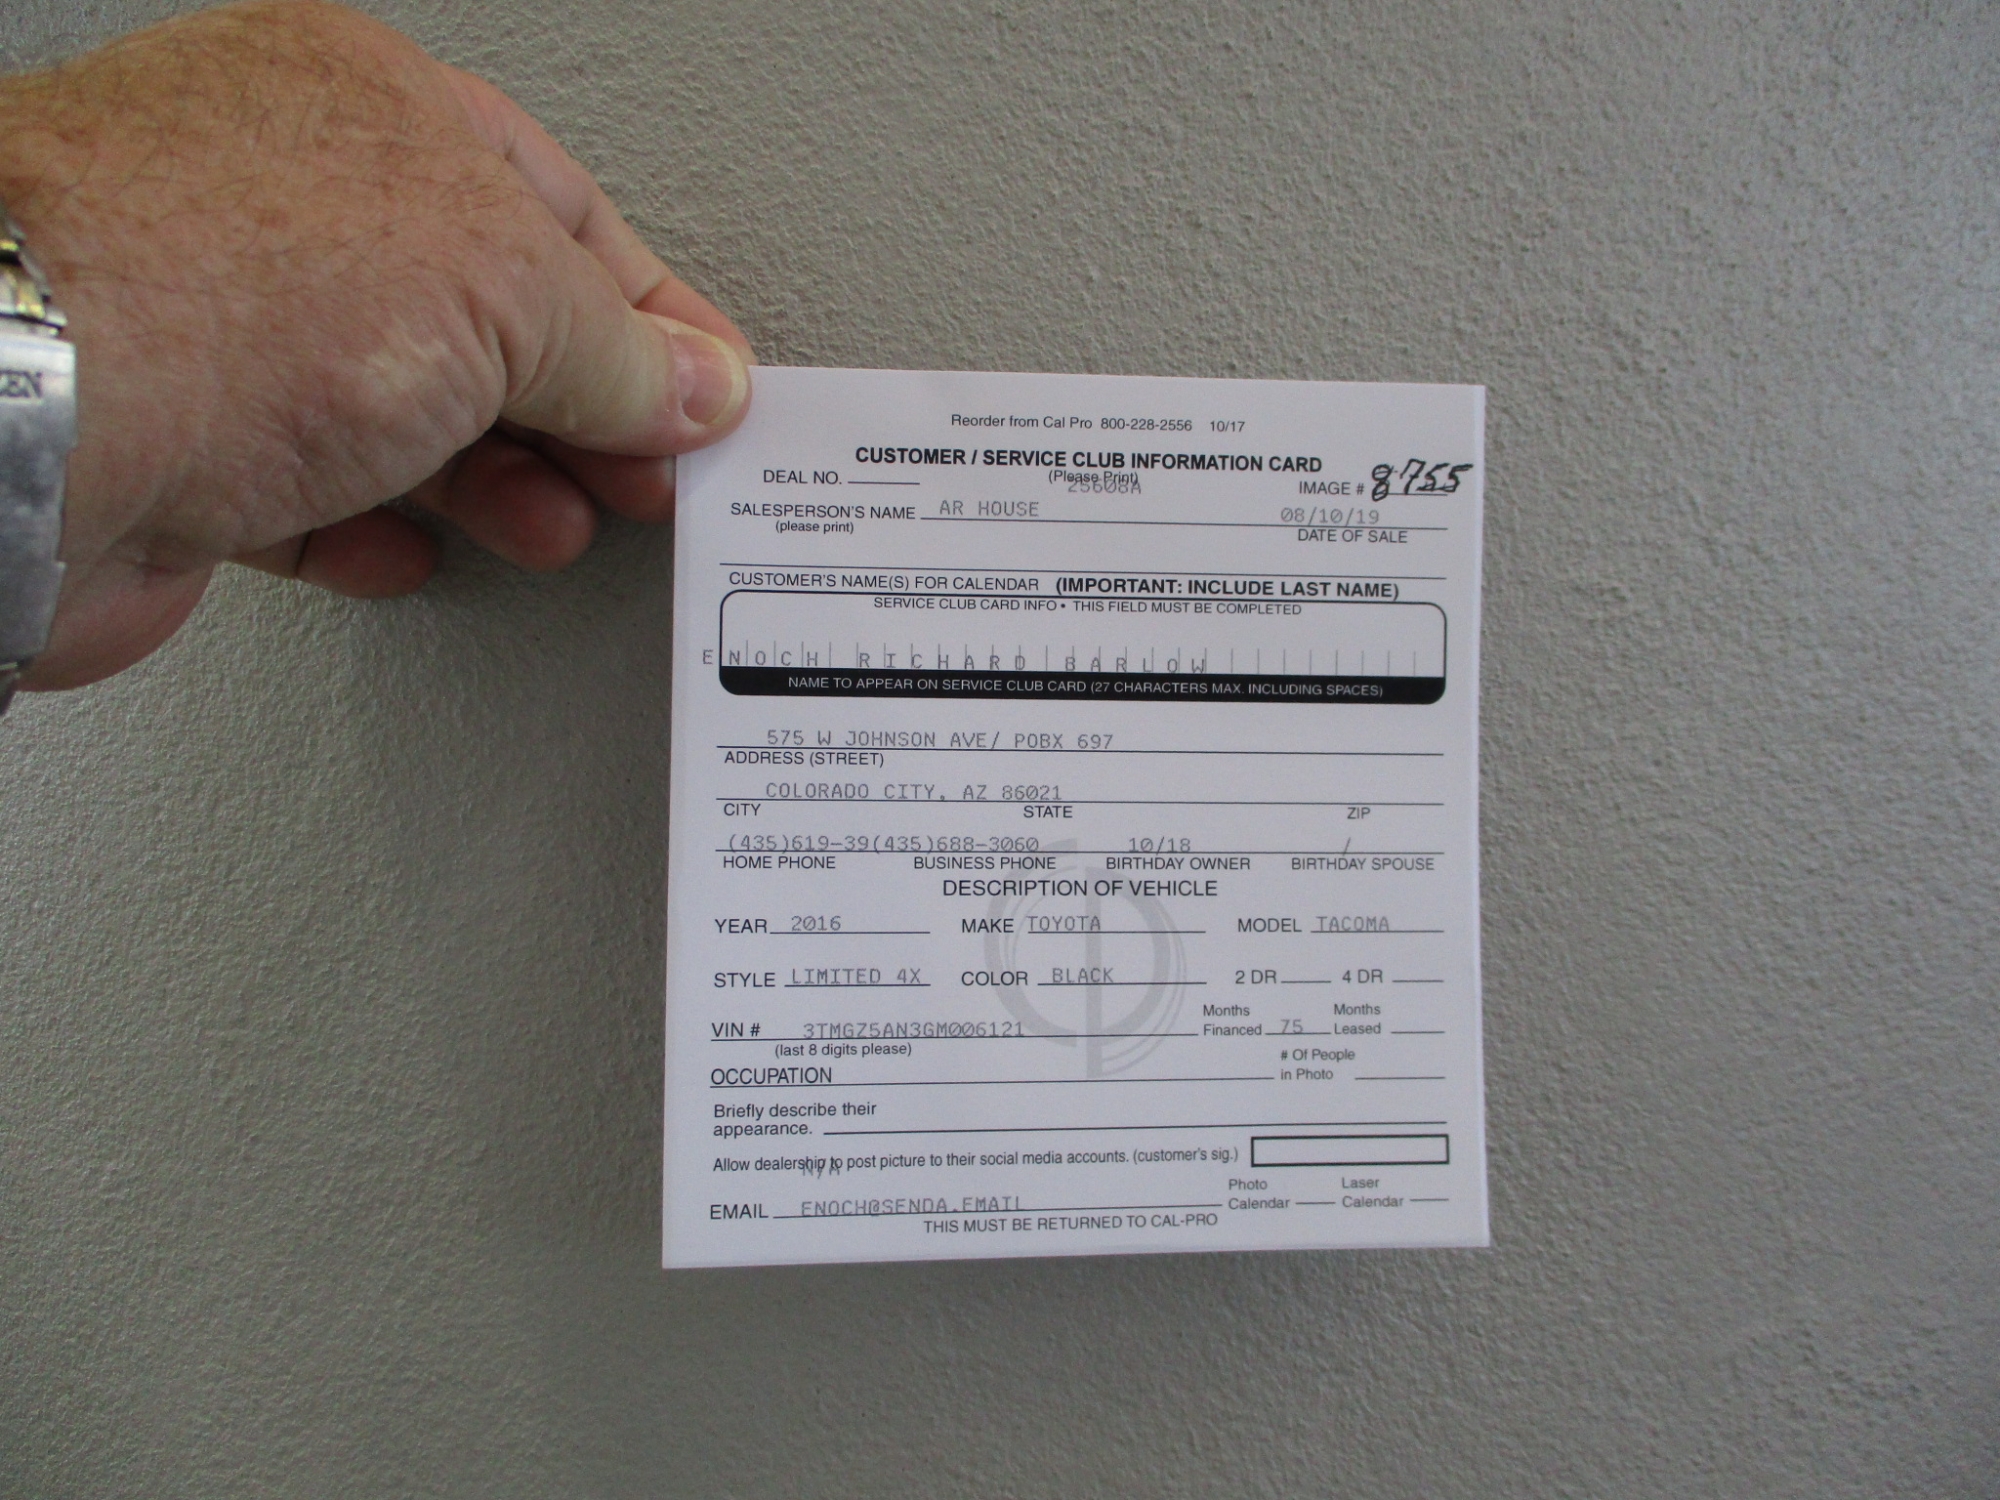 Reorder from Cal Pro 800-228-2556 10/17
CUSTOMER / SERVICE CLUB INFORMATION CARD
(Please Print)
DEAL NO. 25608A IMAGE # 8755
SALESPERSON'S NAME AR HOUSE 08/10/19
(please print) DATE OF SALE
CUSTOMER'S NAME(S) FOR CALENDAR (IMPORTANT: INCLUDE LAST NAME)
SERVICE CLUB CARD INFO • THIS FIELD MUST BE COMPLETED
ENOCH RICHARD BARLOW
NAME TO APPEAR ON SERVICE CLUB CARD (27 CHARACTERS MAX. INCLUDING SPACES)
575 W JOHNSON AVE/ POBX 697
ADDRESS (STREET)
COLORADO CITY, AZ 86021
CITY STATE ZIP
(435)619-39(435)688-3060 10/18 /
HOME PHONE BUSINESS PHONE BIRTHDAY OWNER BIRTHDAY SPOUSE
DESCRIPTION OF VEHICLE
YEAR 2016 MAKE TOYOTA MODEL TACOMA
STYLE LIMITED 4X COLOR BLACK 2 DR 4 DR
Months Months
VIN # 3TMGZ5AN3GM006121 Financed 75 Leased
(last 8 digits please) # Of People
OCCUPATION in Photo
Briefly describe their
appearance.
Allow dealership to post picture to their social media accounts. (customer's sig.)
N/A
Photo Laser
EMAIL ENOCH@SENDA.EMAIL Calendar Calendar
THIS MUST BE RETURNED TO CAL-PRO